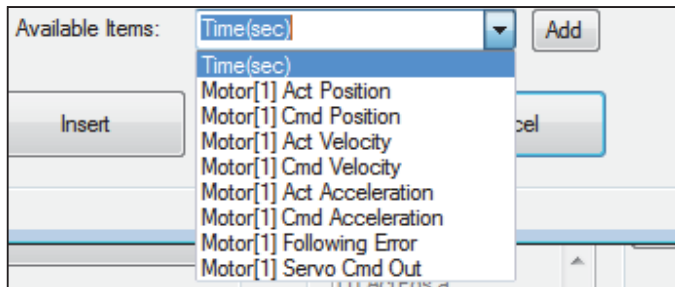 Available Items: Time(sec) Add
Time(sec)
Motor[1] Act Position
Motor[1] Cmd Position
Insert
Motor[1] Act Velocity
cel
Motor[1] Cmd Velocity
Motor[1] Act Acceleration
Motor[1] Cmd Acceleration
Motor[1] Following Error
Motor[1] Servo Cmd Out